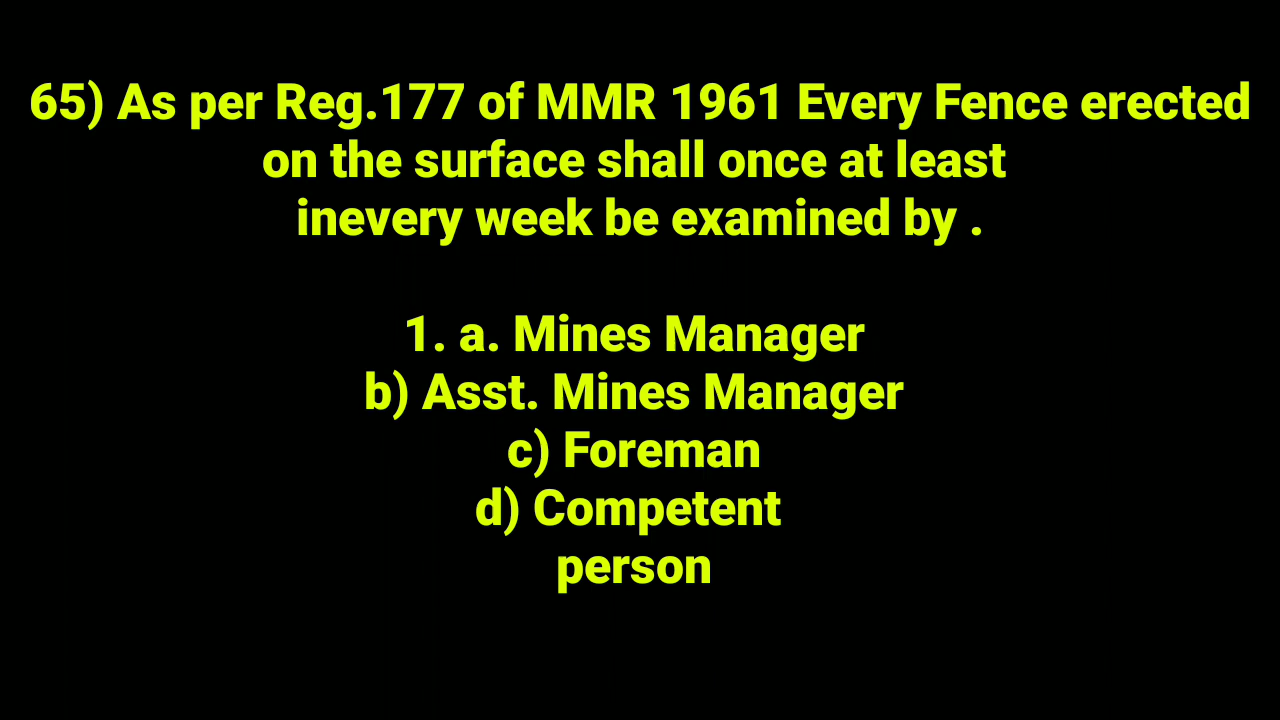 65) As per Reg.177 of MMR 1961 Every Fence erected
on the surface shall once at least
inevery week be examined by .
1. a. Mines Manager
b) Asst. Mines Manager
c) Foreman
d) Competent
person